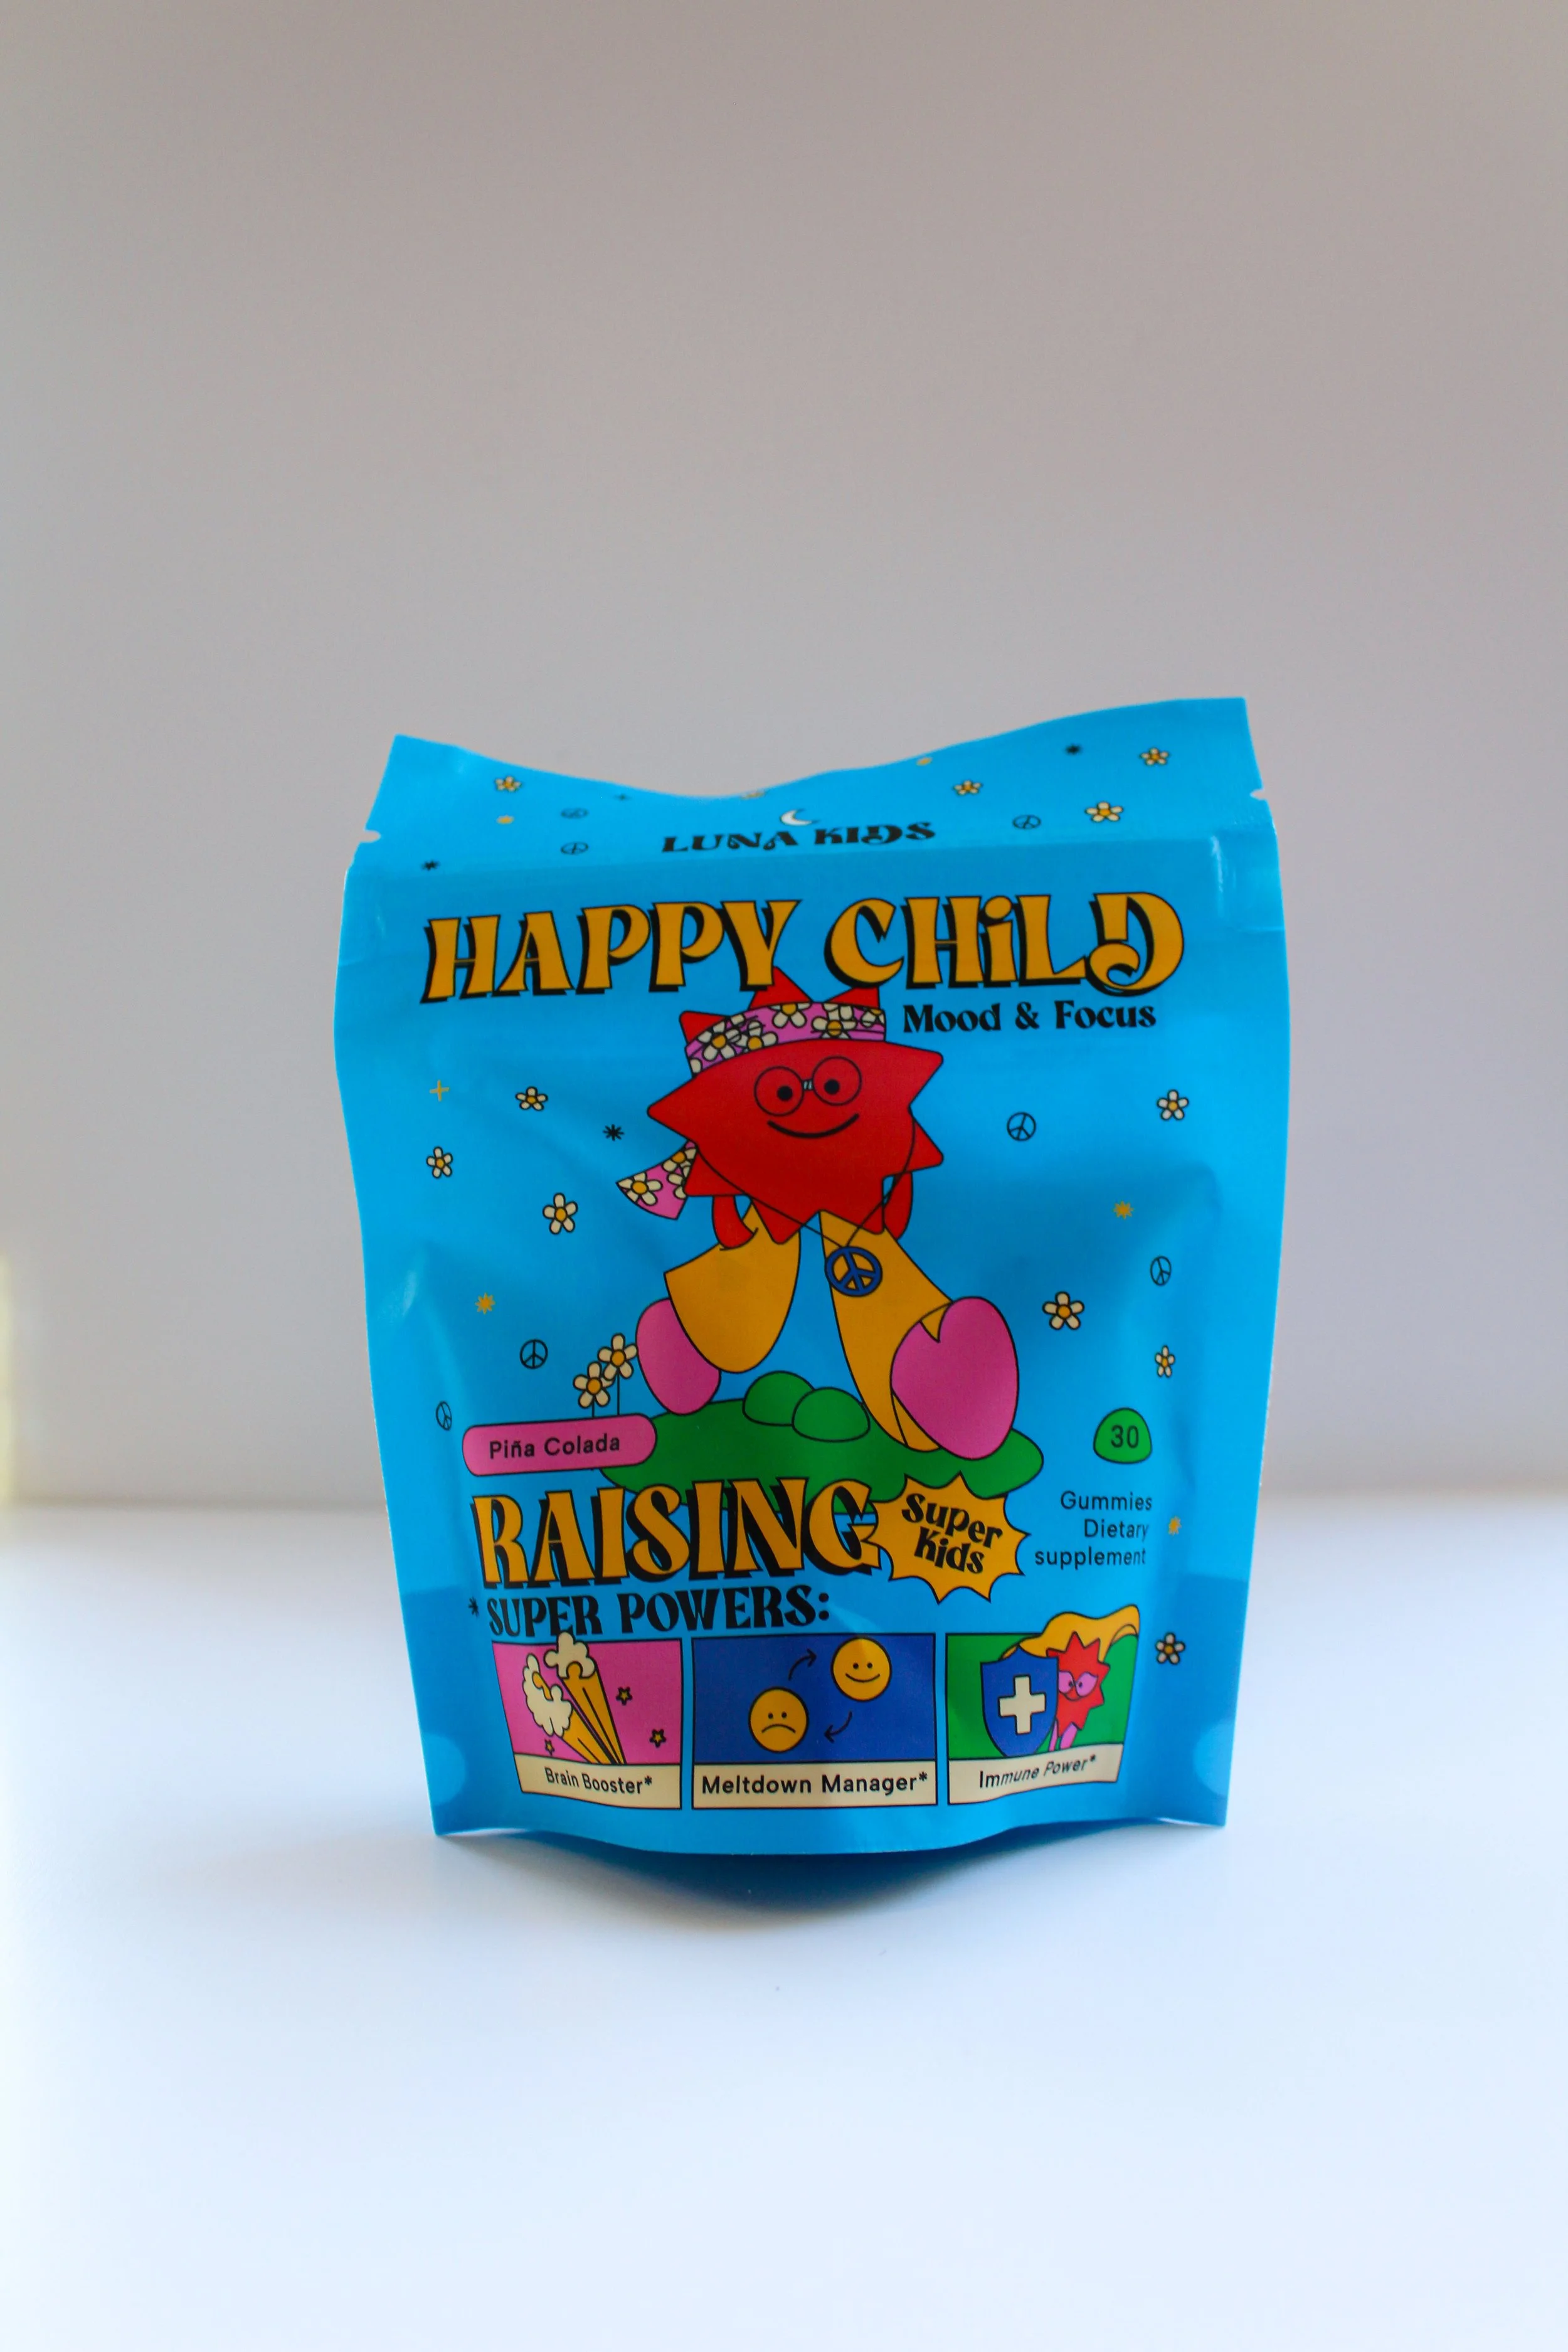 LUNA KIDS
HAPPY CHiLD
Mood & Focus
Piña Colada
30
Gummies
Dietary
supplement
RAISING
Super
Kids
*SUPER POWERS:
Brain Booster*
Meltdown Manager*
Immune Power*